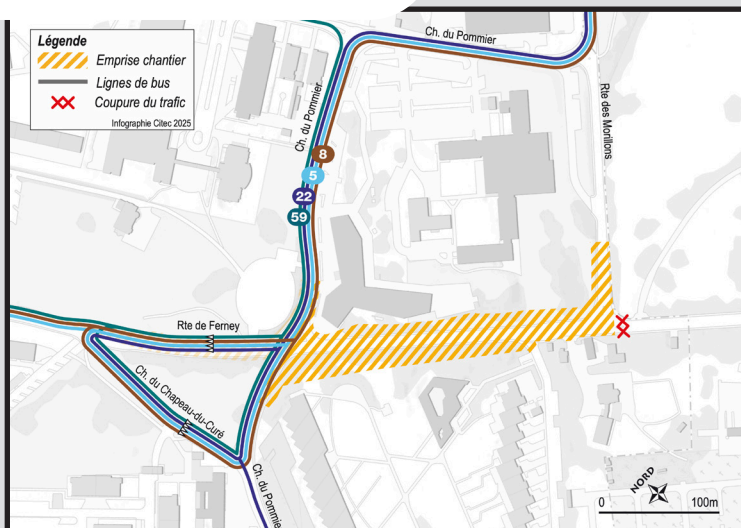 Légende
Emprise chantier
Lignes de bus
Coupure du trafic
Infographie Citec 2025
Ch. du Pommier
Ch. du Pommier
Rte des Morillons
8
5
22
59
Rte de Ferney
Ch. du Chapeau-du-Curé
Ch. du Pommier
NORD
0 100m